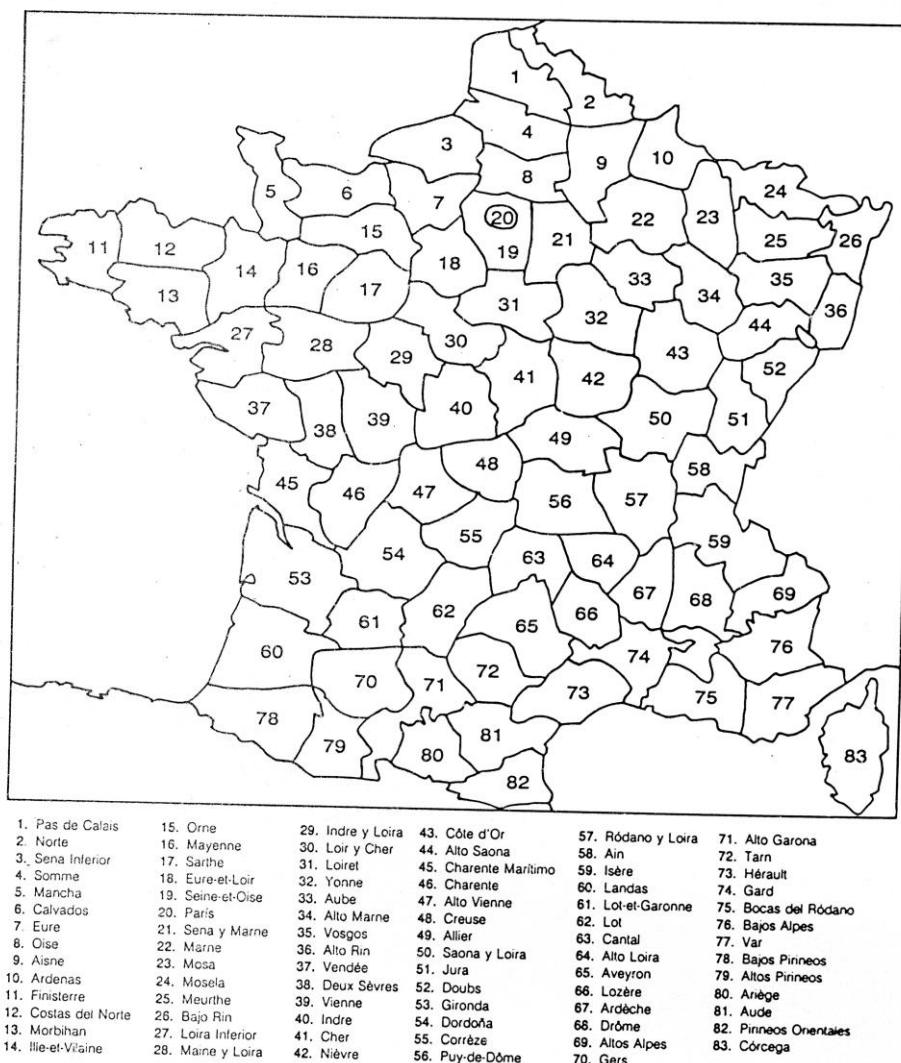 1
2
3
4
5
6
7
8
9
10
11
12
13
14
15
16
17
18
19
20
21
22
23
24
25
26
27
28
29
30
31
32
33
34
35
36
37
38
39
40
41
42
43
44
45
46
47
48
49
50
51
52
53
54
55
56
57
58
59
60
61
62
63
64
65
66
67
68
69
70
71
72
73
74
75
76
77
78
79
80
81
82
83
1. Pas de Calais
2. Norte
3. Sena Inferior
4. Somme
5. Mancha
6. Calvados
7. Eure
8. Oise
9. Aisne
10. Ardenas
11. Finisterre
12. Costas del Norte
13. Morbihan
14. Ille-et-Vilaine
15. Orne
16. Mayenne
17. Sarthe
18. Eure-et-Loir
19. Seine-et-Oise
20. París
21. Sena y Marne
22. Marne
23. Mosa
24. Mosela
25. Meurthe
26. Bajo Rin
27. Loira Inferior
28. Maine y Loira
29. Indre y Loira
30. Loir y Cher
31. Loiret
32. Yonne
33. Aube
34. Alto Marne
35. Vosgos
36. Alto Rin
37. Vendée
38. Deux Sèvres
39. Vienne
40. Indre
41. Cher
42. Nièvre
43. Côte d'Or
44. Alto Saona
45. Charente Marítimo
46. Charente
47. Alto Vienne
48. Creuse
49. Allier
50. Saona y Loira
51. Jura
52. Doubs
53. Gironda
54. Dordoña
55. Corrèze
56. Puy-de-Dôme
57. Ródano y Loira
58. Ain
59. Isère
60. Landas
61. Lot-et-Garonne
62. Lot
63. Cantal
64. Alto Loira
65. Aveyron
66. Lozère
67. Ardèche
68. Drôme
69. Altos Alpes
70. Gers
71. Alto Garona
72. Tarn
73. Hérault
74. Gard
75. Bocas del Ródano
76. Bajos Alpes
77. Var
78. Bajos Pirineos
79. Altos Pirineos
80. Ariège
81. Aude
82. Pirineos Orientales
83. Córcega